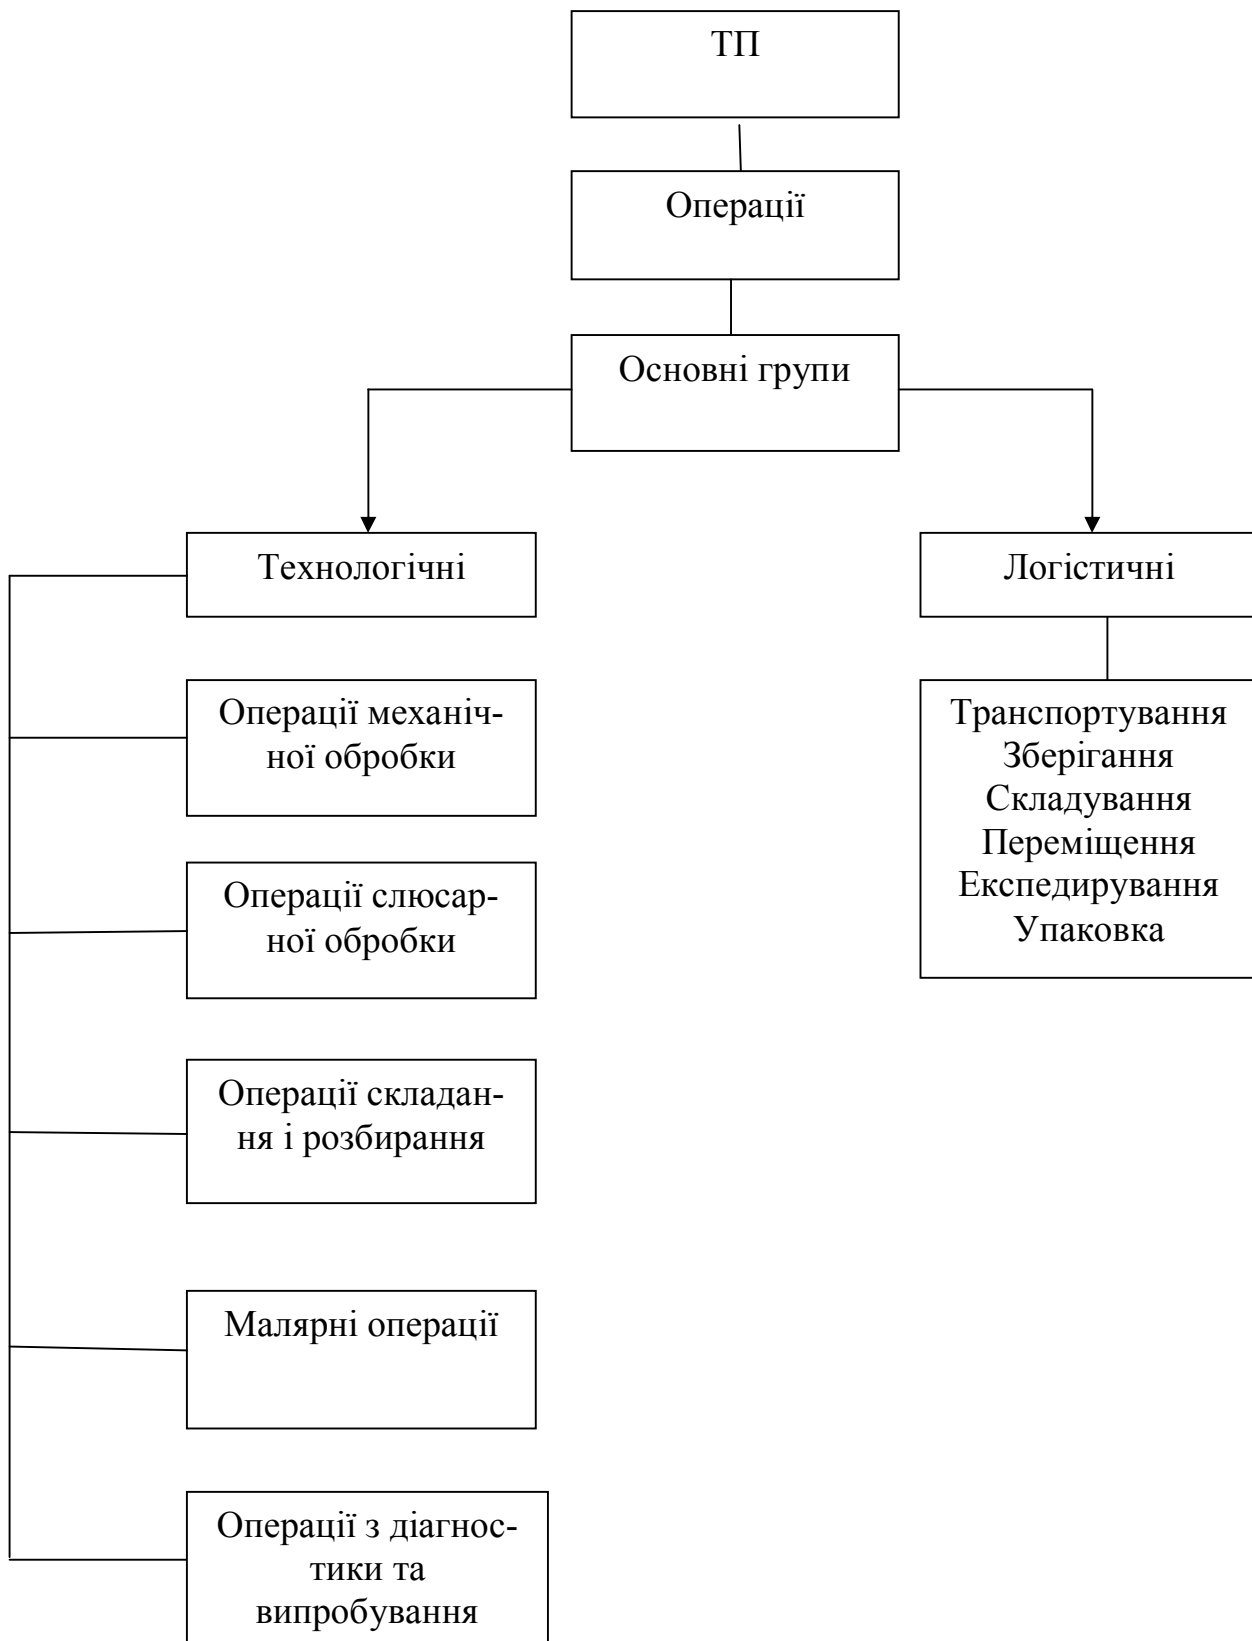 ТП
Операції
Основні групи
Технологічні
Логістичні
Операції механіч-
ної обробки
Операції слюсар-
ної обробки
Операції складан-
ня і розбирання
Малярні операції
Операції з діагнос-
тики та
випробування
Транспортування
Зберігання
Складування
Переміщення
Експедирування
Упаковка